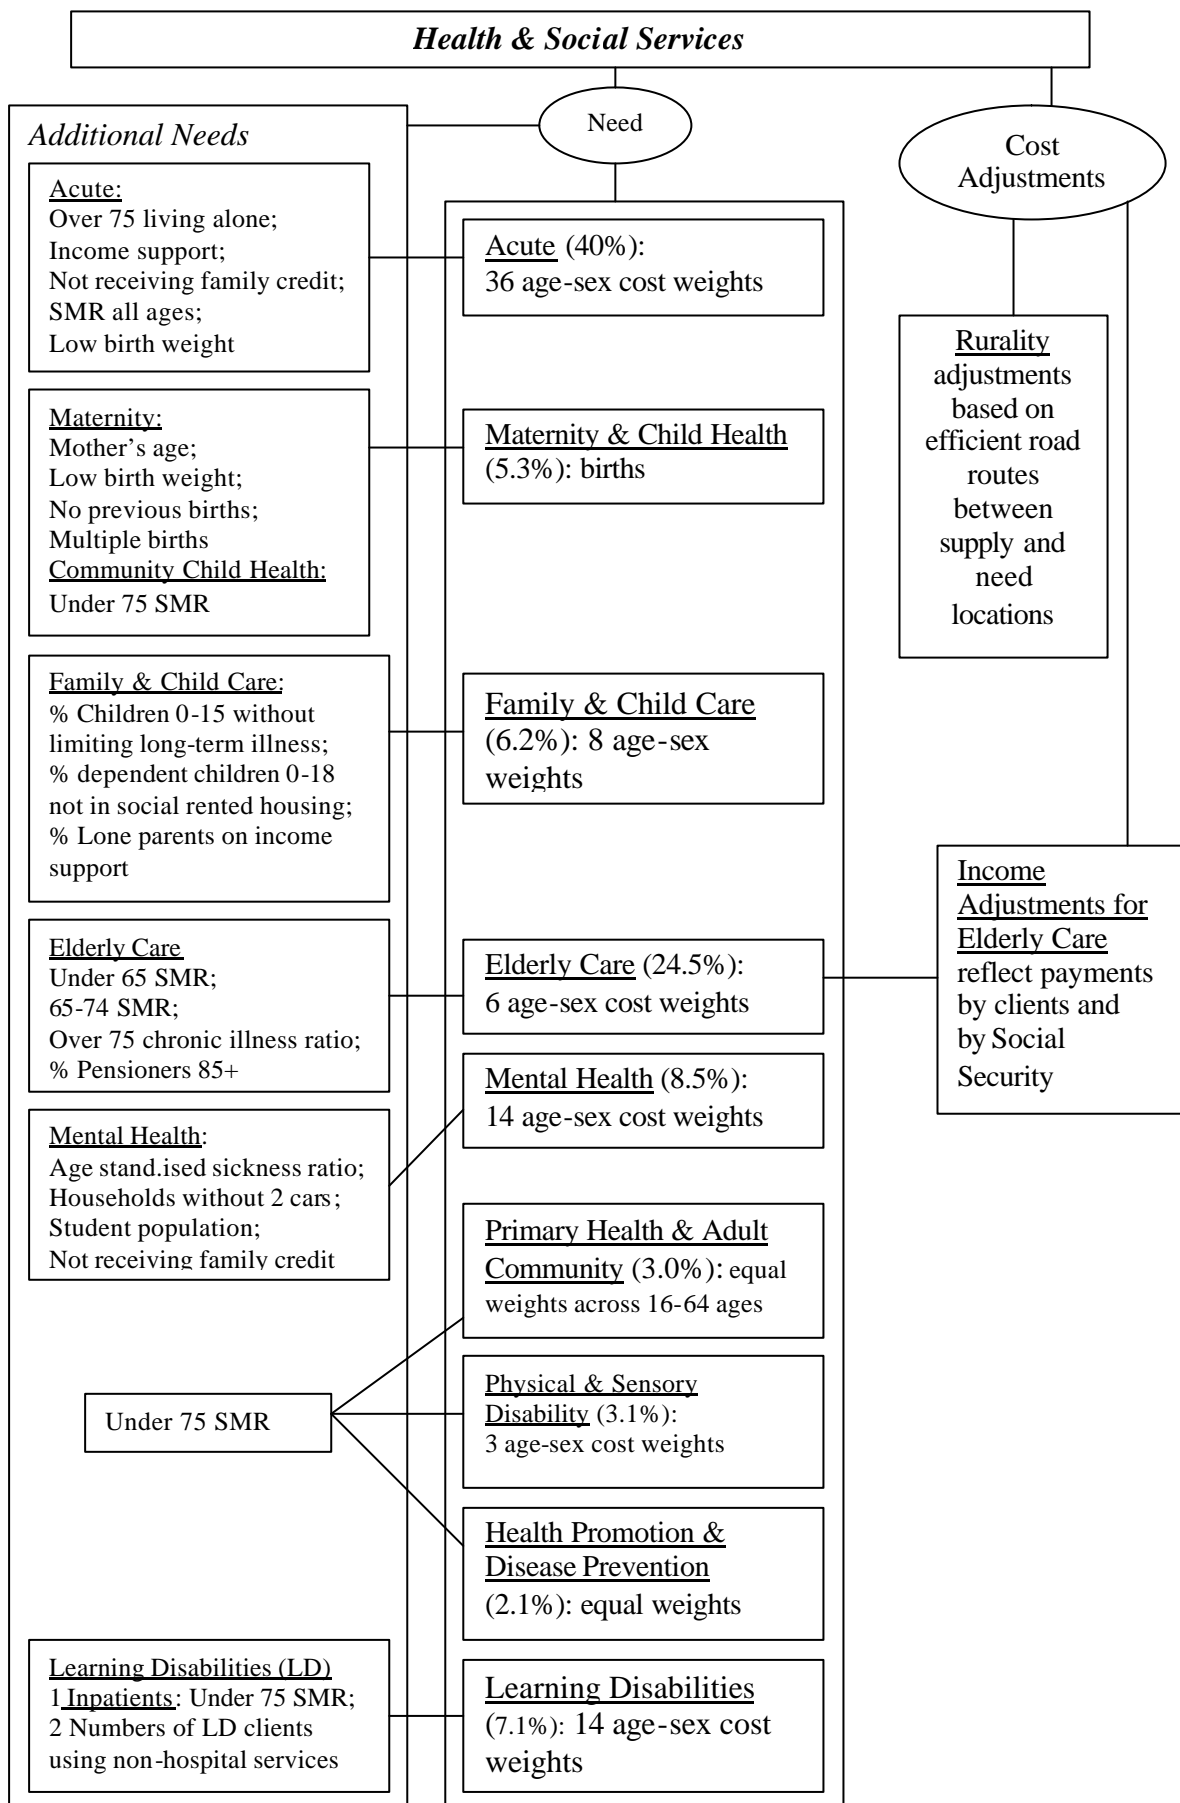 Health & Social Services
Need
Cost
Adjustments
Additional Needs
Acute:
Over 75 living alone;
Income support;
Not receiving family credit;
SMR all ages;
Low birth weight
Maternity:
Mother's age;
Low birth weight;
No previous births;
Multiple births
Community Child Health:
Under 75 SMR
Family & Child Care:
% Children 0-15 without
limiting long-term illness;
% dependent children 0-18
not in social rented housing;
% Lone parents on income
support
Elderly Care
Under 65 SMR;
65-74 SMR;
Over 75 chronic illness ratio;
% Pensioners 85+
Mental Health:
Age stand.ised sickness ratio;
Households without 2 cars;
Student population;
Not receiving family credit
Under 75 SMR
Learning Disabilities (LD)
1 Inpatients: Under 75 SMR;
2 Numbers of LD clients
using non-hospital services
Acute (40%):
36 age-sex cost weights
Maternity & Child Health
(5.3%): births
Family & Child Care
(6.2%): 8 age-sex
weights
Elderly Care (24.5%):
6 age-sex cost weights
Mental Health (8.5%):
14 age-sex cost weights
Primary Health & Adult
Community (3.0%): equal
weights across 16-64 ages
Physical & Sensory
Disability (3.1%):
3 age-sex cost weights
Health Promotion &
Disease Prevention
(2.1%): equal weights
Learning Disabilities
(7.1%): 14 age-sex cost
weights
Rurality
adjustments
based on
efficient road
routes
between
supply and
need
locations
Income
Adjustments for
Elderly Care
reflect payments
by clients and
by Social
Security